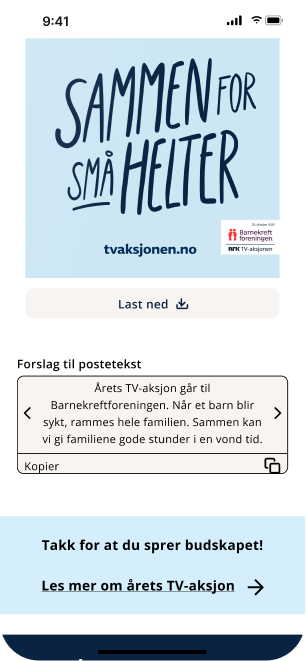 9:41
SAMMEN FOR
SMÅ HELTER
tvaksjonen.no
Barnekreft
foreningen
NRK TV-aksjonen
Last ned
Forslag til postetekst
Årets TV-aksjon går til
Barnekreftforeningen. Når et barn blir
sykt, rammes hele familien. Sammen kan
vi gi familiene gode stunder i en vond tid.
Kopier
Takk for at du sprer budskapet!
Les mer om årets TV-aksjon